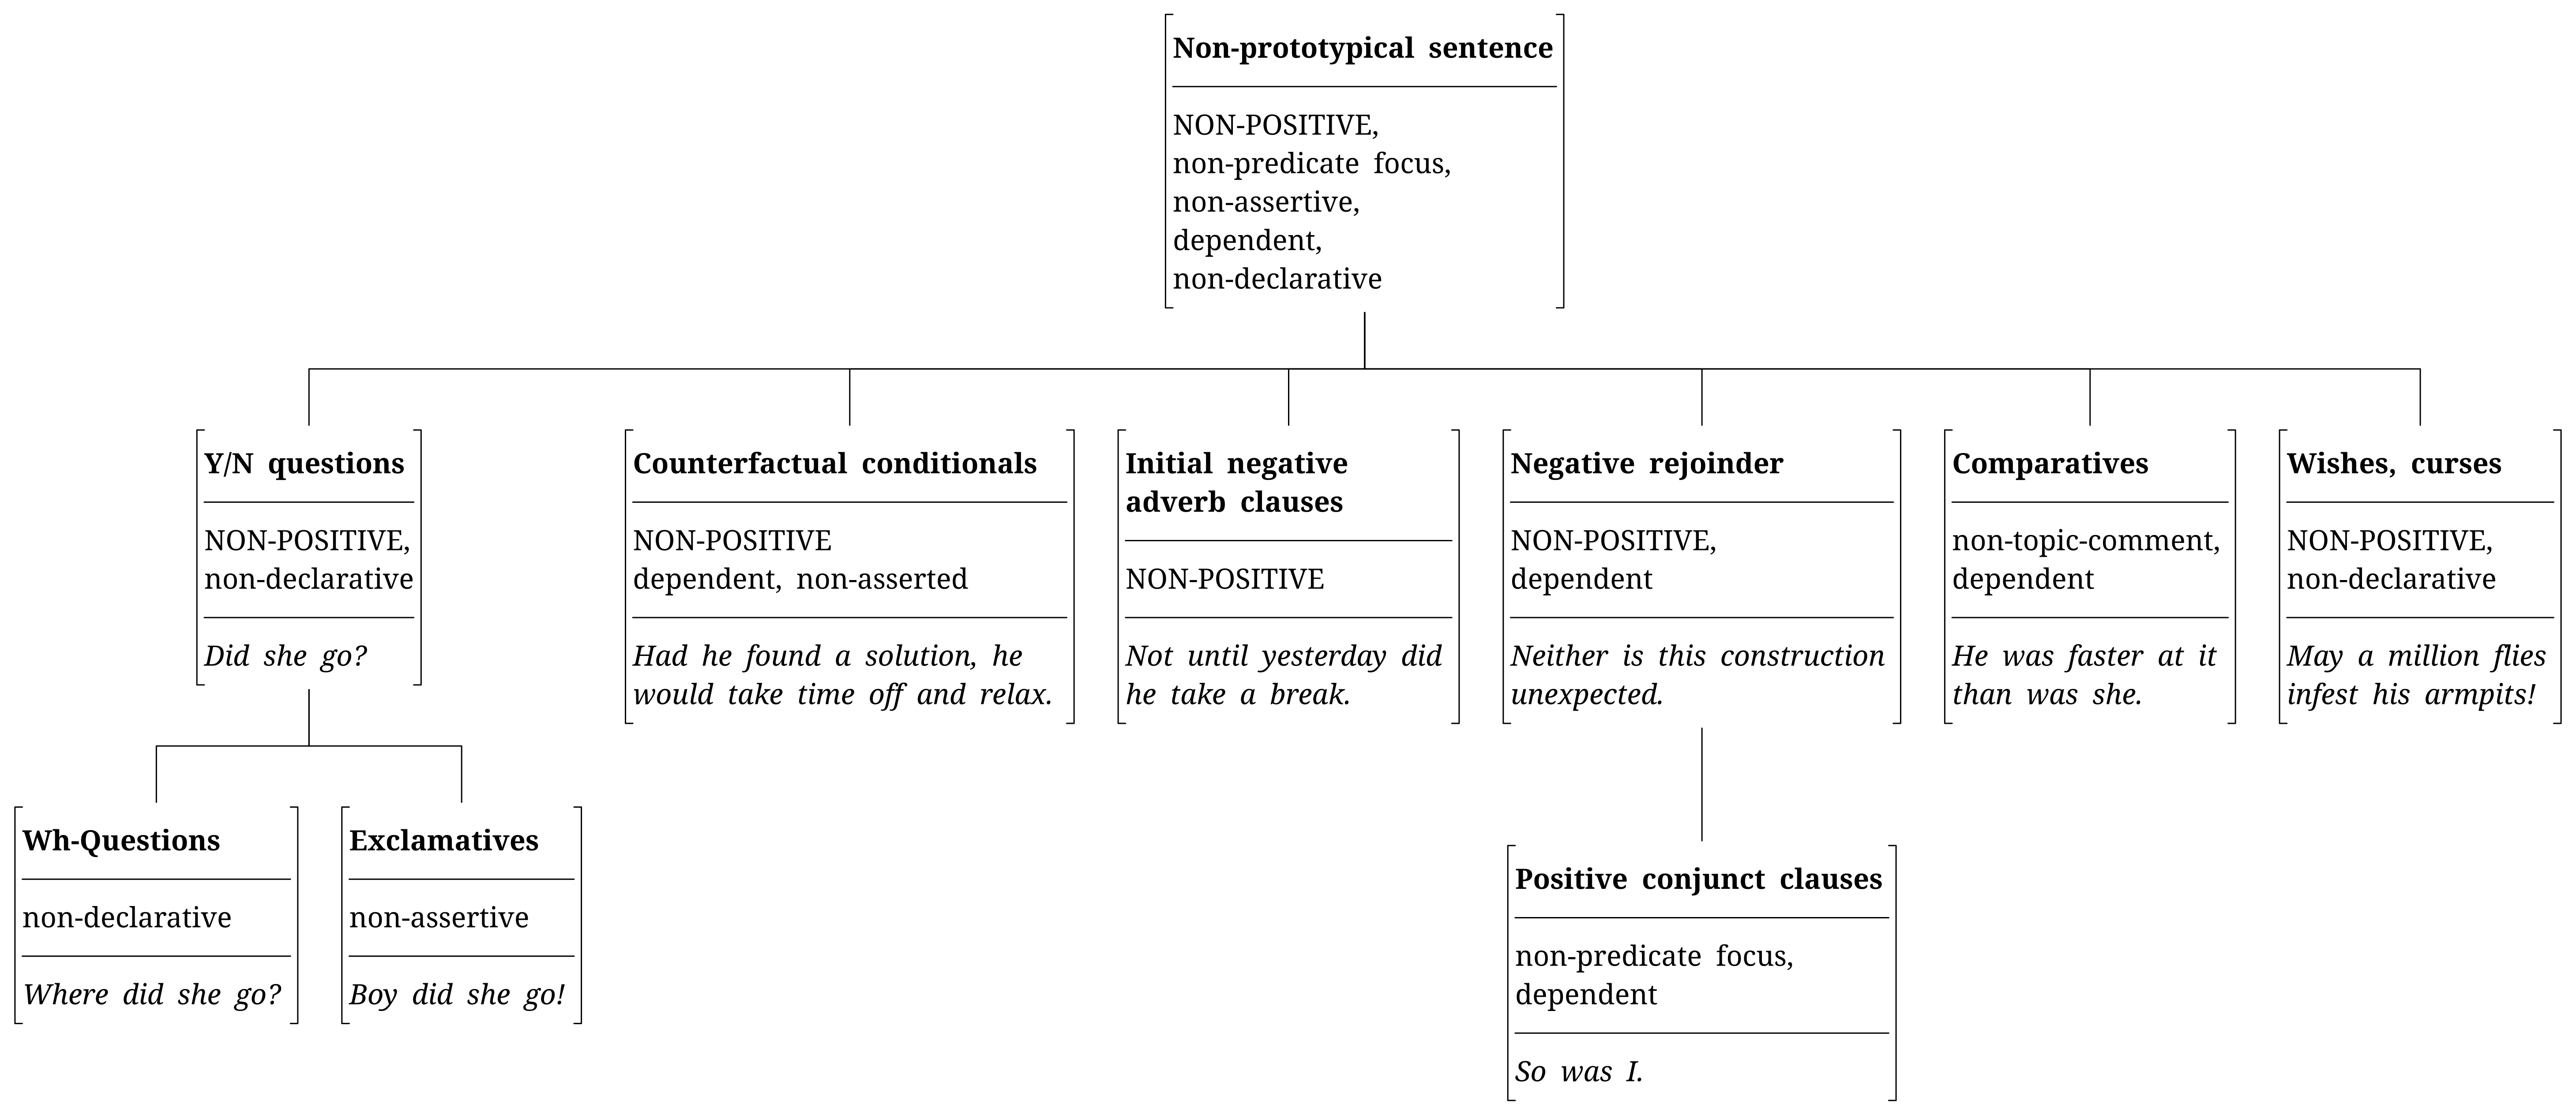 Non-prototypical sentence
NON-POSITIVE,
non-predicate focus,
non-assertive,
dependent,
non-declarative
Y/N questions
NON-POSITIVE,
non-declarative
Did she go?
Counterfactual conditionals
NON-POSITIVE
dependent, non-asserted
Had he found a solution, he
would take time off and relax.
Initial negative
adverb clauses
NON-POSITIVE
Not until yesterday did
he take a break.
Negative rejoinder
NON-POSITIVE,
dependent
Neither is this construction
unexpected.
Comparatives
non-topic-comment,
dependent
He was faster at it
than was she.
Wishes, curses
NON-POSITIVE,
non-declarative
May a million flies
infest his armpits!
Wh-Questions
non-declarative
Where did she go?
Exclamatives
non-assertive
Boy did she go!
Positive conjunct clauses
non-predicate focus,
dependent
So was I.